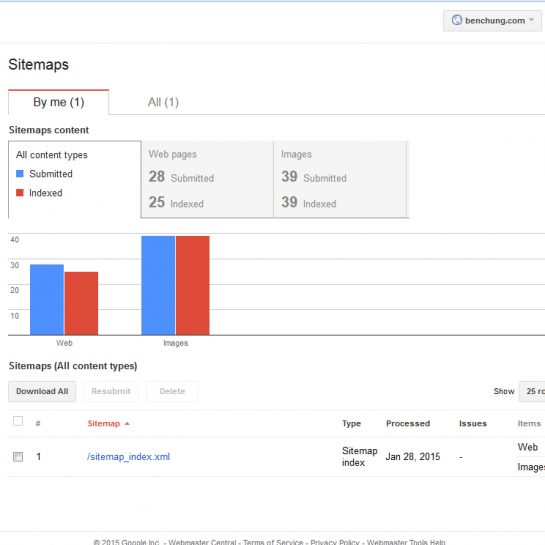 benchung.com
Sitemaps
By me (1) All (1)
Sitemaps content
All content types
Submitted
Indexed
Web pages
28 Submitted
25 Indexed
Images
39 Submitted
39 Indexed
40
30
20
10
Web Images
Sitemaps (All content types)
Download All Resubmit Delete Show 25 ro
# Sitemap Type Processed Issues Items
1 /sitemap_index.xml Sitemap index Jan 28, 2015 - Web
Images
© 2015 Google Inc. - Webmaster Central - Terms of Service - Privacy Policy - Webmaster Tools Help